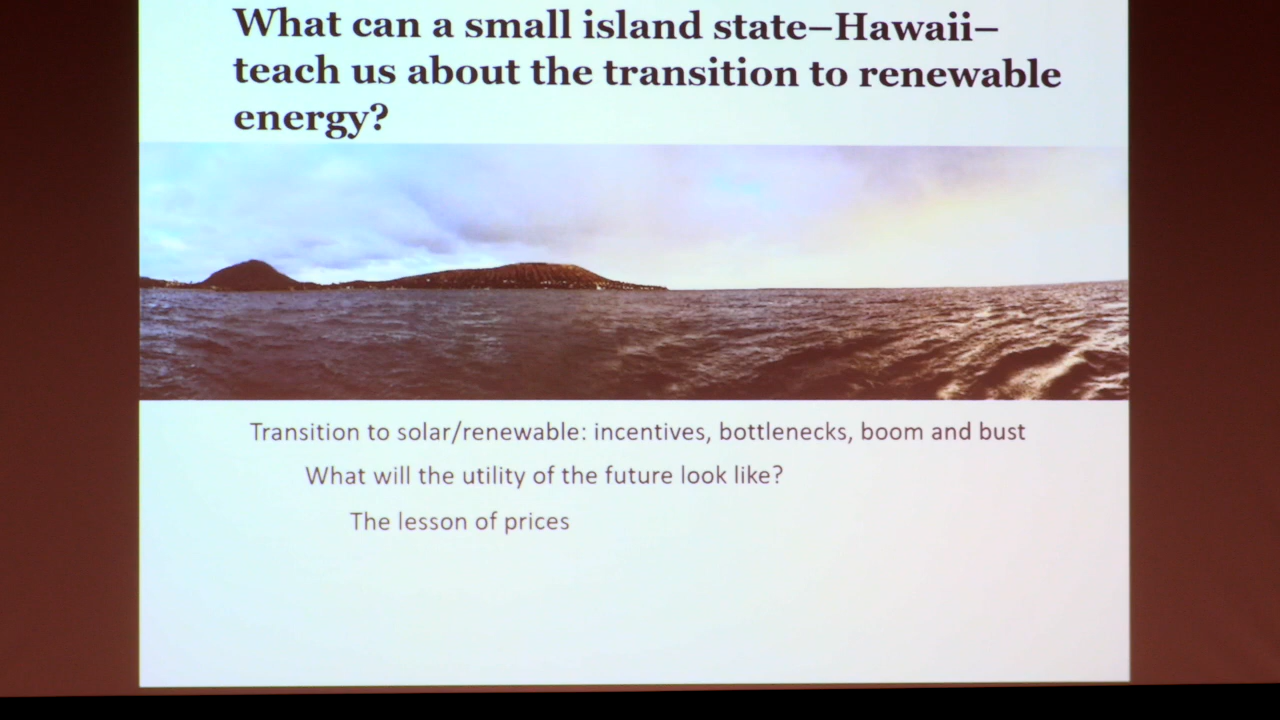 What can a small island state–Hawaii–
teach us about the transition to renewable
energy?
Transition to solar/renewable: incentives, bottlenecks, boom and bust
What will the utility of the future look like?
The lesson of prices